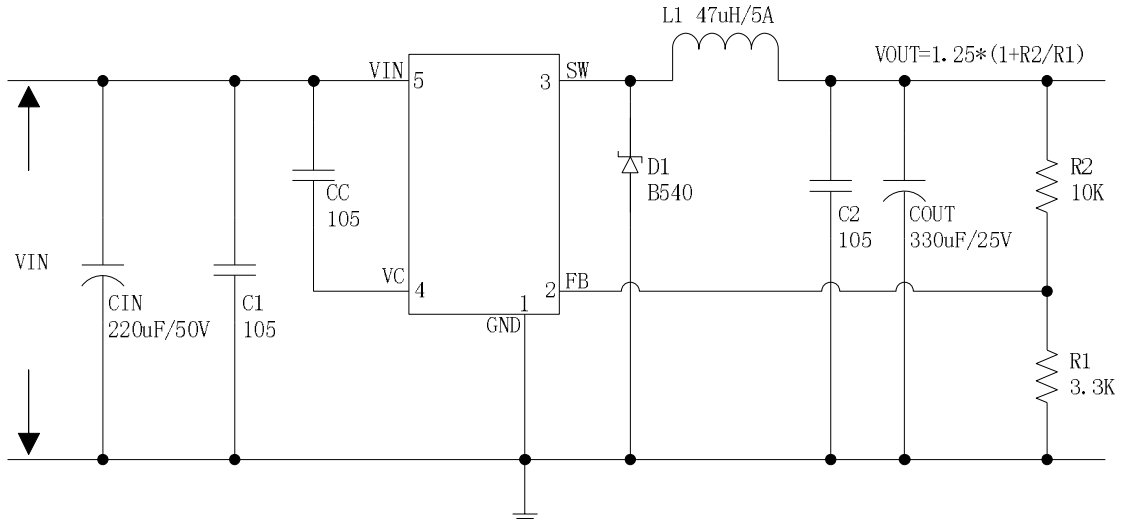 L1 47uH/5A
VOUT=1.25*(1+R2/R1)
VIN
5
3
SW
CC
105
D1
B540
R2
10K
C2
105
COUT
330uF/25V
VIN
VC
4
2
FB
1
GND
CIN
220uF/50V
C1
105
R1
3.3K